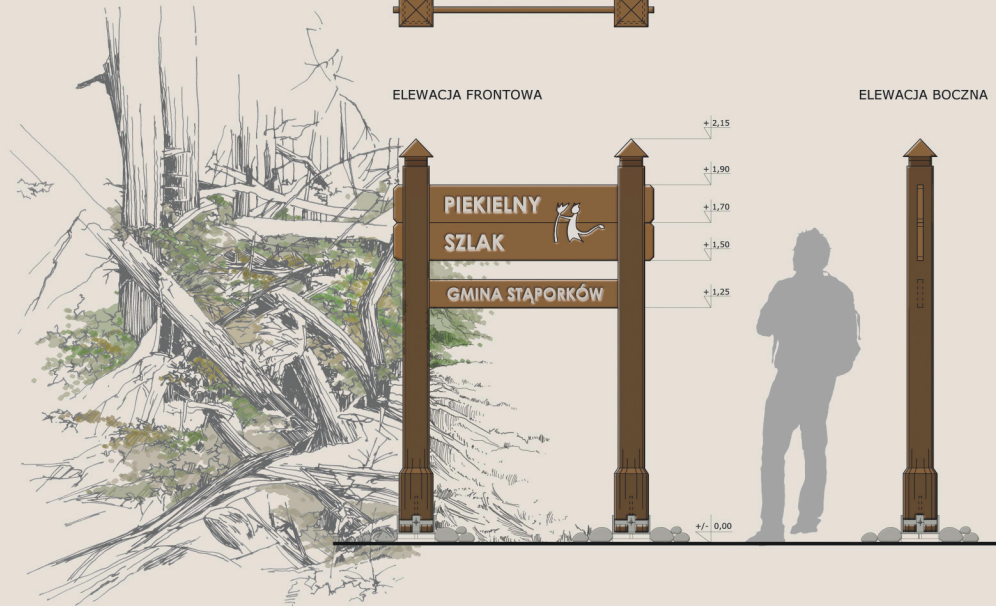 ELEWACJA FRONTOWA
ELEWACJA BOCZNA
+ 2,15
+ 1,90
PIEKIELNY
+ 1,70
SZLAK
+ 1,50
GMINA STĄPORKÓW
+ 1,25
+/- 0,00